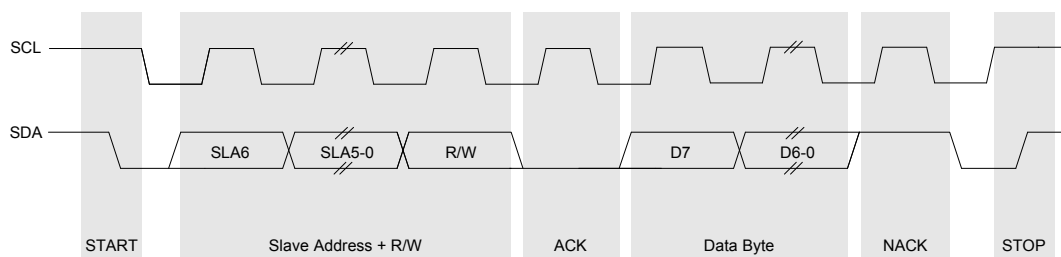 SCL
SDA
SLA6 SLA5-0 R/W D7 D6-0
START Slave Address + R/W ACK Data Byte NACK STOP